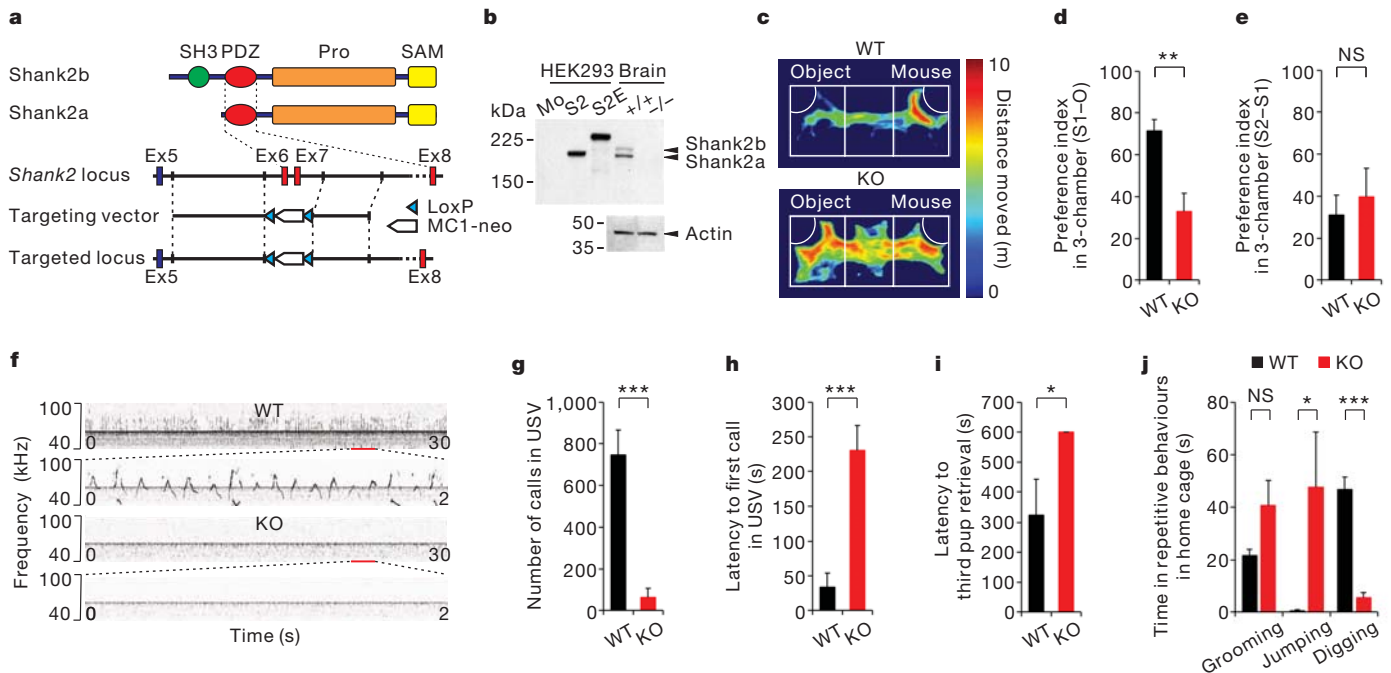 a
SH3 PDZ Pro SAM
Shank2b
Shank2a
Ex5 Ex6 Ex7 Ex8
Shank2 locus
Targeting vector
LoxP
MC1-neo
Targeted locus
Ex5 Ex8
b
HEK293 Brain
kDa Mo S2 S2E +/+ -/-
225
Shank2b
Shank2a
150
50
Actin
35
c
WT
Object Mouse
KO
Object Mouse
10
Distance moved (m)
0
d
Preference index
in 3-chamber (S1–O)
**
100
80
60
40
20
0
WT KO
e
Preference index
in 3-chamber (S2–S1)
NS
100
80
60
40
20
0
WT KO
f
Frequency (kHz)
100 WT
40 0 30
100
40 0 2
100 KO
40 0 30
100
40 0 2
Time (s)
g
Number of calls in USV
***
1,000
800
600
400
200
0
WT KO
h
Latency to first call
in USV (s)
***
300
250
200
150
100
50
0
WT KO
i
Latency to
third pup retrieval (s)
*
700
600
500
400
300
200
100
0
WT KO
j
WT KO
Time in repetitive behaviours
in home cage (s)
NS * ***
80
60
40
20
0
Grooming Jumping Digging